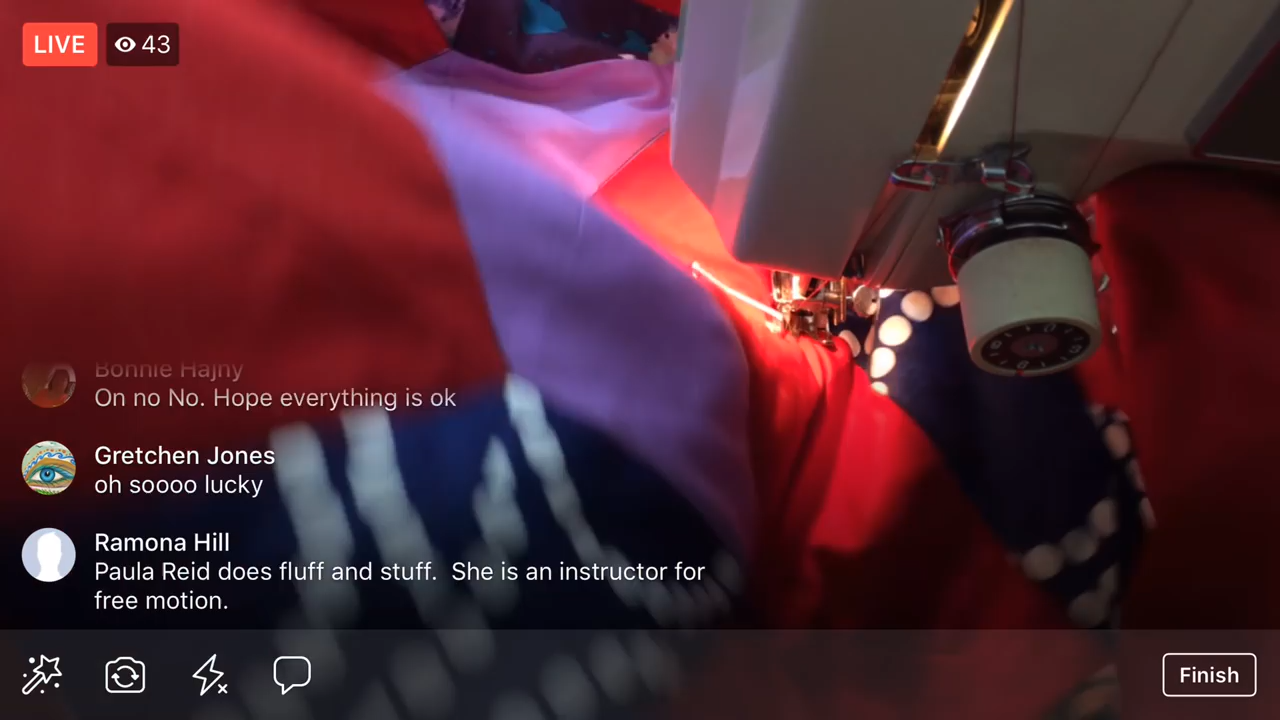 LIVE 43
Bonnie Hajny
On no No. Hope everything is ok
Gretchen Jones
oh soooo lucky
Ramona Hill
Paula Reid does fluff and stuff. She is an instructor for
free motion.
Finish